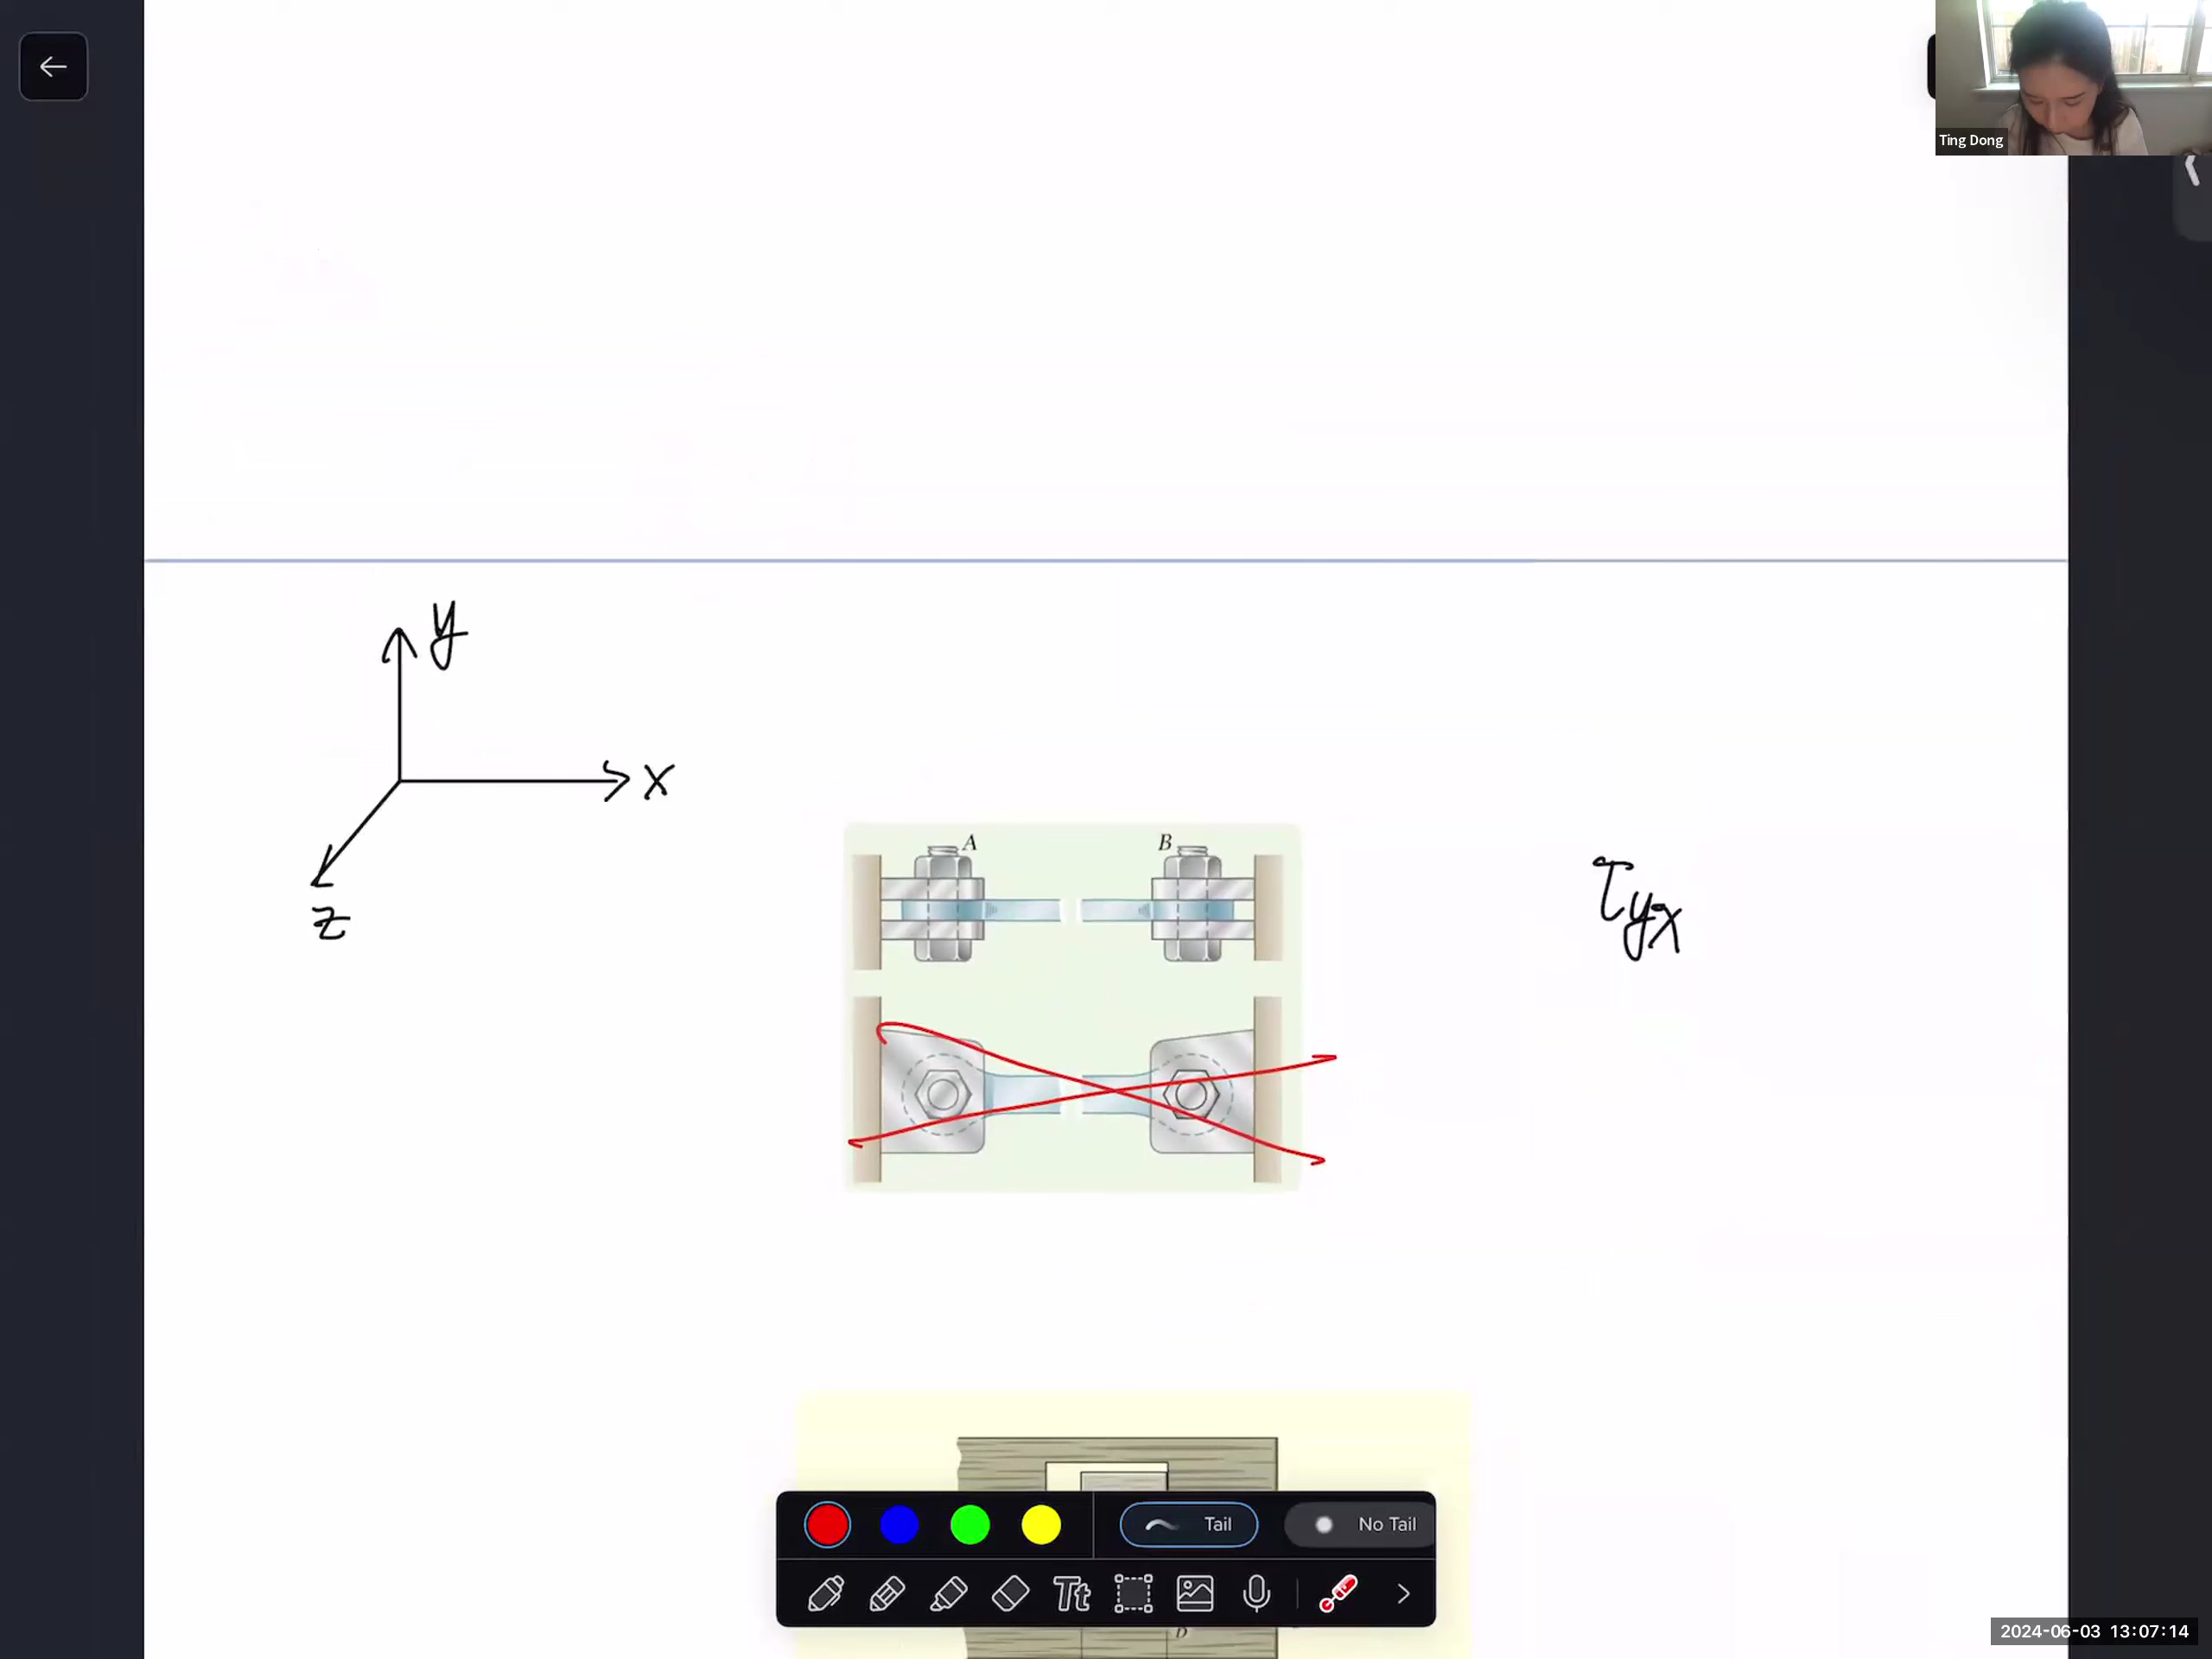 Ting Dong
y
x
z
A
B
τyx
Tail
No Tail
Tt
D
2024-06-03 13:07:14